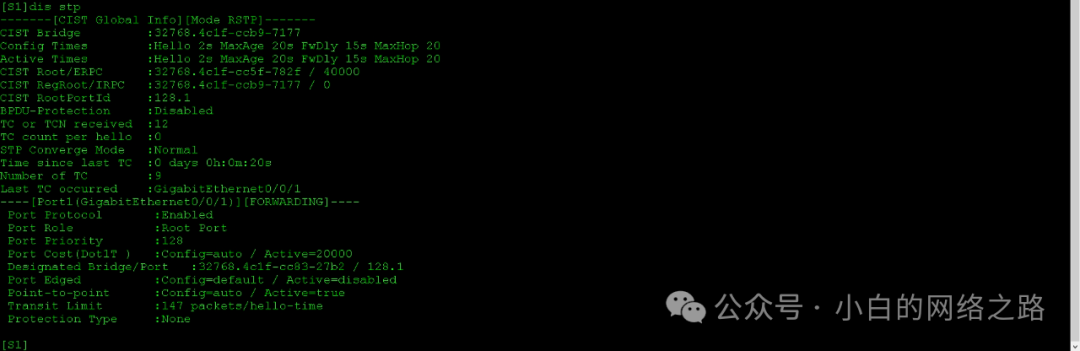 [S1]dis stp
-------[CIST Global Info][Mode RSTP]-------
CIST Bridge         :32768.4c1f-ccb9-7177
Config Times        :Hello 2s MaxAge 20s FwDly 15s MaxHop 20
Active Times        :Hello 2s MaxAge 20s FwDly 15s MaxHop 20
CIST Root/ERPC      :32768.4c1f-cc5f-782f / 40000
CIST RegRoot/IRPC   :32768.4c1f-ccb9-7177 / 0
CIST RootPortId     :128.1
BPDU-Protection     :Disabled
TC or TCN received  :12
TC count per hello  :0
STP Converge Mode   :Normal
Time since last TC  :0 days 0h:0m:20s
Number of TC        :9
Last TC occurred    :GigabitEthernet0/0/1
----[Port1(GigabitEthernet0/0/1)][FORWARDING]----
 Port Protocol       :Enabled
 Port Role           :Root Port
 Port Priority       :128
 Port Cost(Dot1T )   :Config=auto / Active=20000
 Designated Bridge/Port   :32768.4c1f-cc83-27b2 / 128.1
 Port Edged          :Config=default / Active=disabled
 Point-to-point      :Config=auto / Active=true
 Transit Limit       :147 packets/hello-time
 Protection Type     :None
公众号 · 小白的网络之路
[S1]